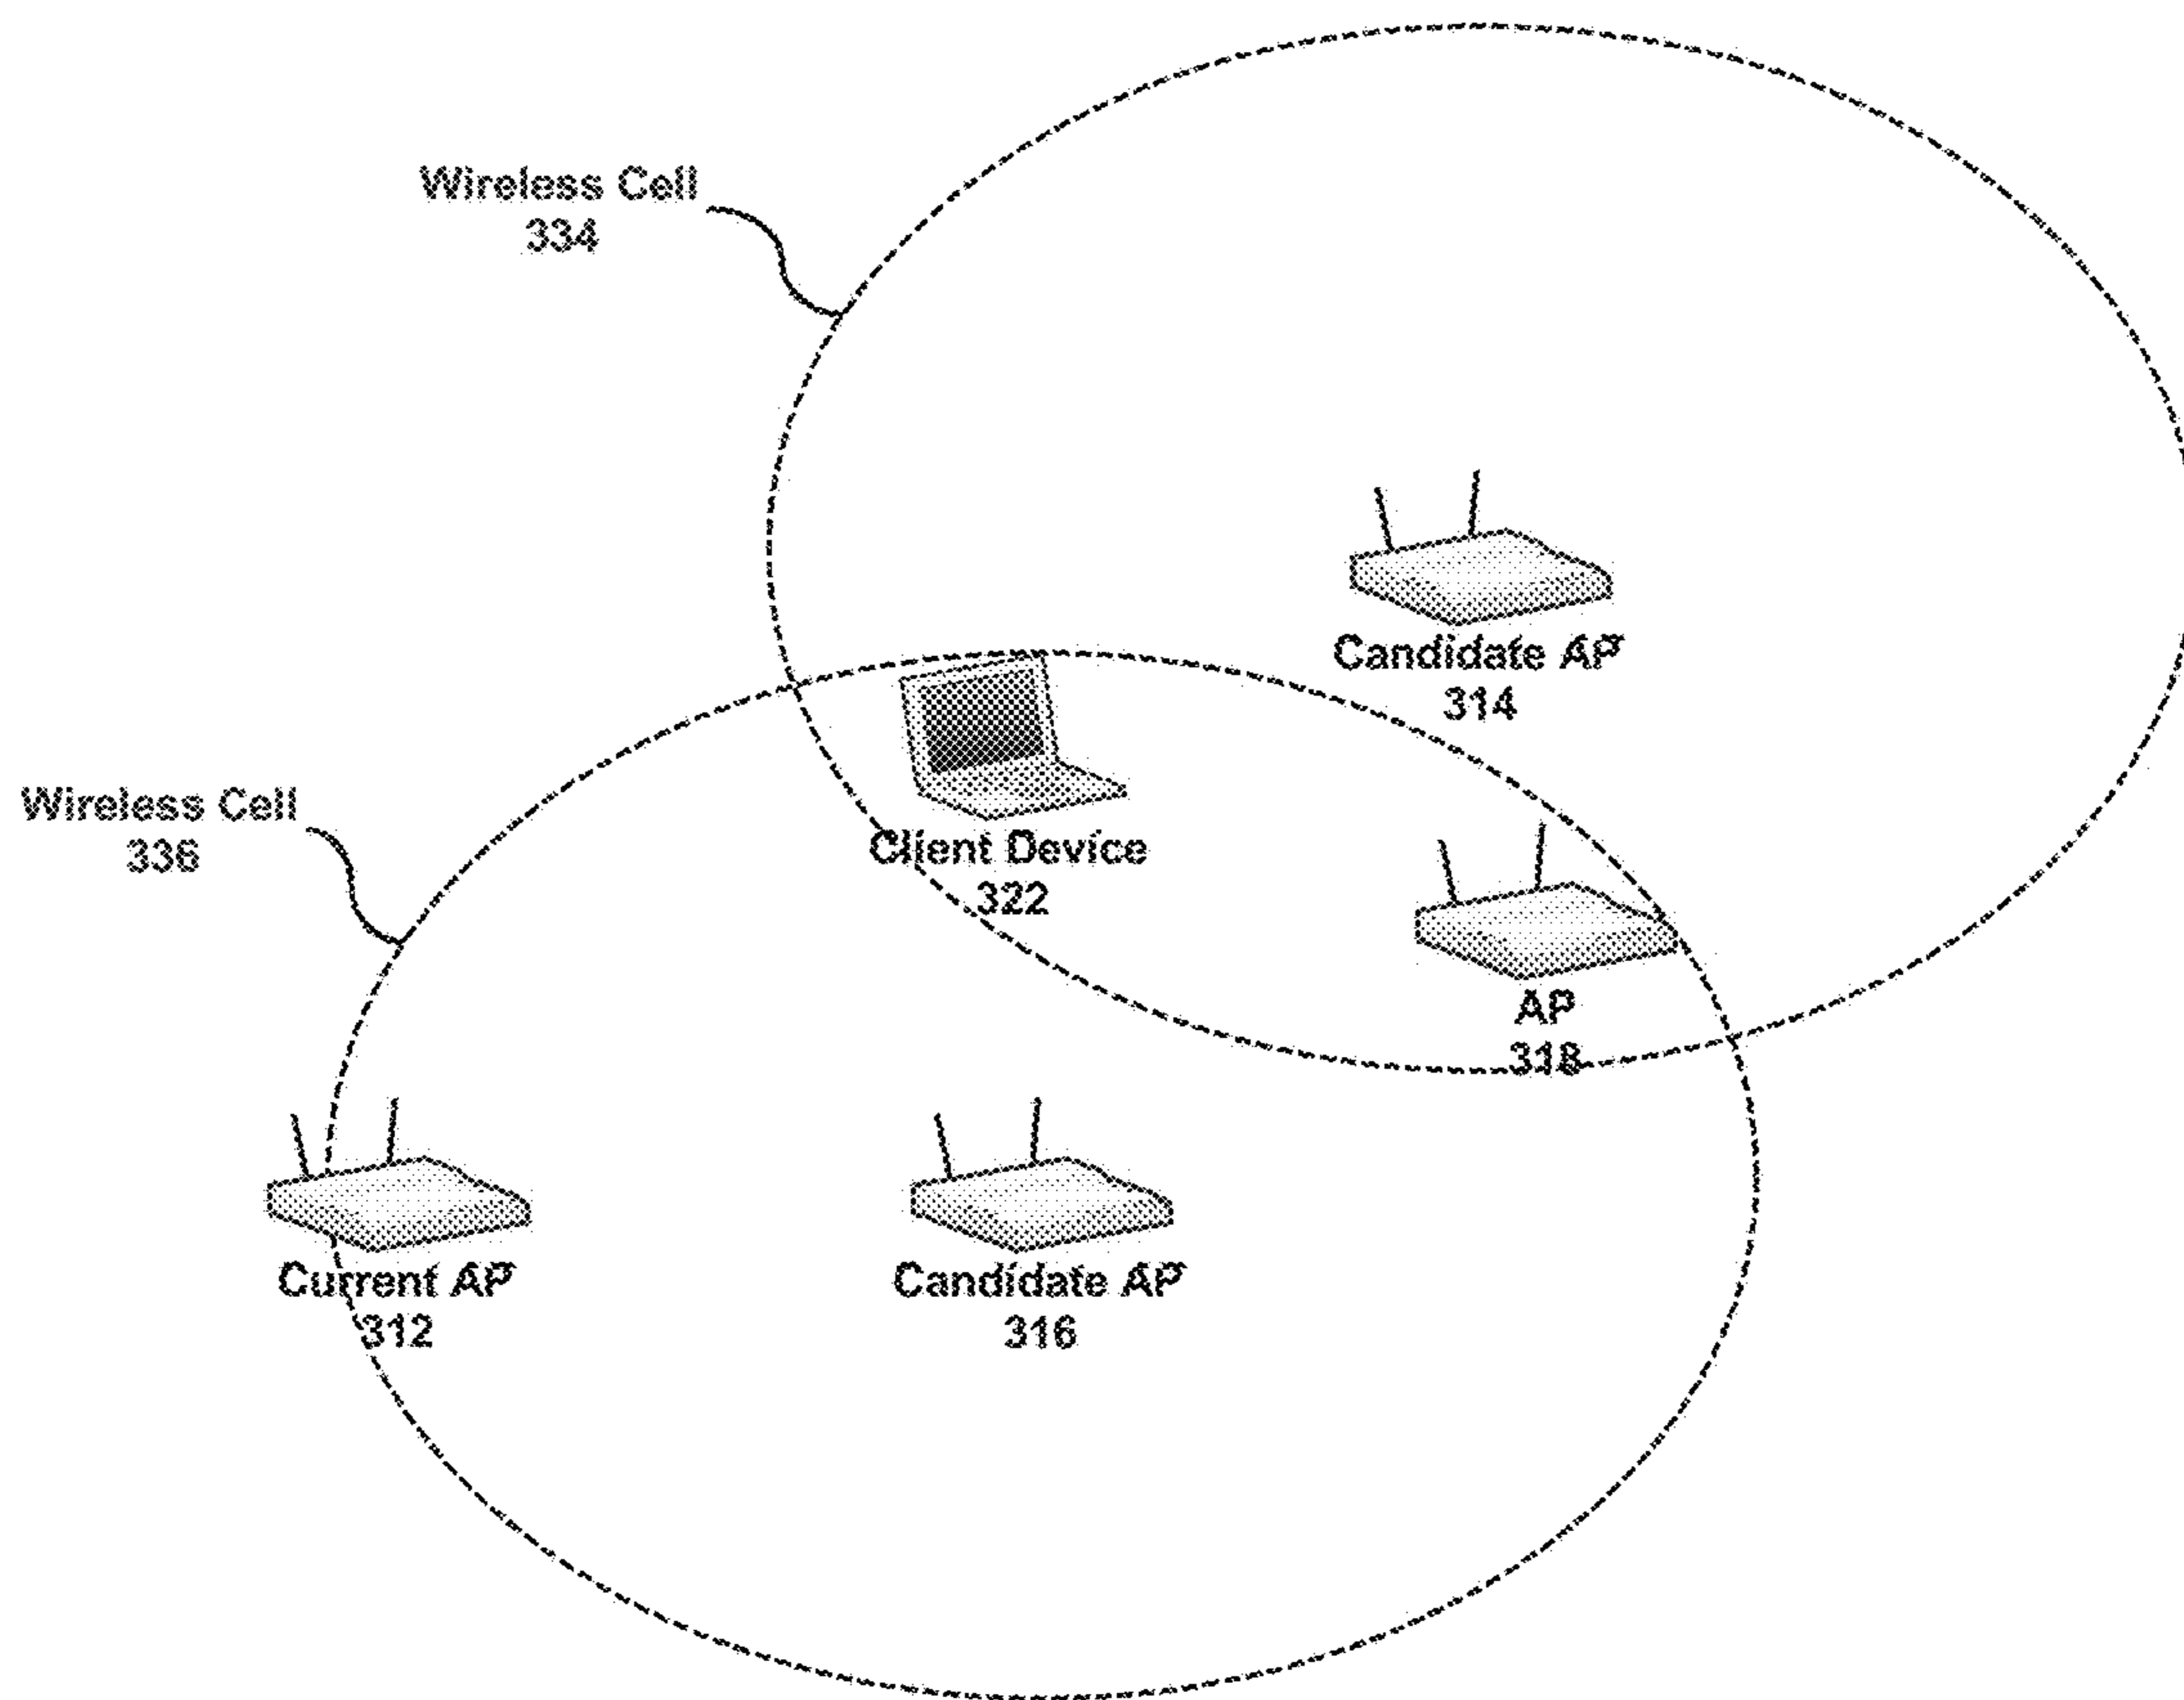 Wireless Cell
334
Candidate AP
314
Wireless Cell
336
Client Device
322
AP
318
Current AP
312
Candidate AP
316